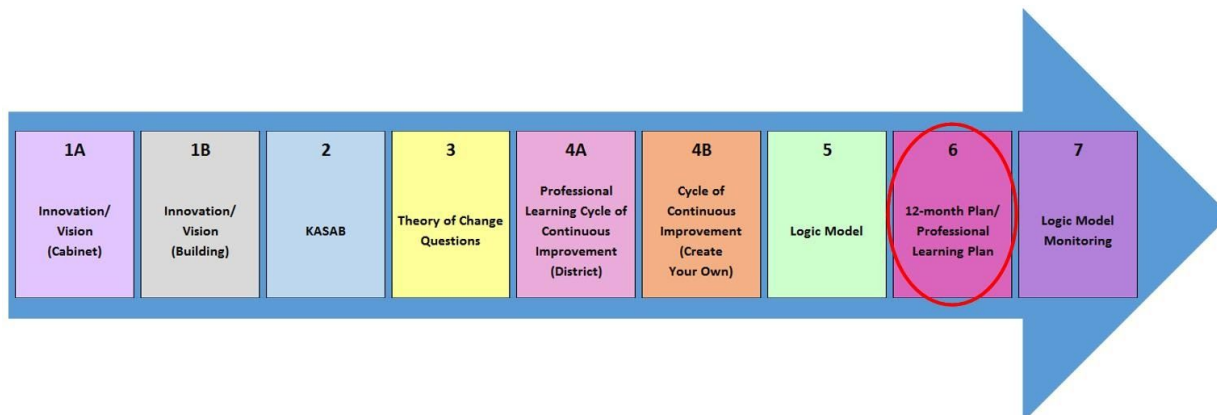 1A
Innovation/
Vision
(Cabinet)
1B
Innovation/
Vision
(Building)
2
KASAB
3
Theory of Change
Questions
4A
Professional
Learning Cycle of
Continuous
Improvement
(District)
4B
Cycle of
Continuous
Improvement
(Create
Your Own)
5
Logic Model
6
12-month Plan/
Professional
Learning Plan
7
Logic Model
Monitoring